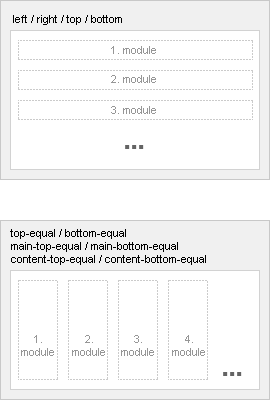 left / right / top / bottom
1. module
2. module
3. module
...
top-equal / bottom-equal
main-top-equal / main-bottom-equal
content-top-equal / content-bottom-equal
1. module
2. module
3. module
4. module
...